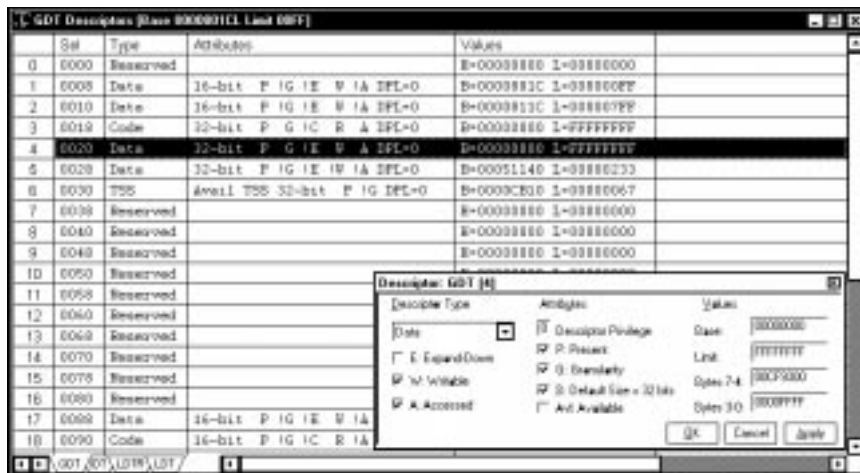 GDT Descriptors [Base 0000081CL Limit 00FF]
Sel Type Attributes Values
0 0000 Reserved B=00000000 L=00000000
1 0008 Data 16-bit P !G !E W !A DPL=0 L=000000FF
2 0010 Data 16-bit P !G !E W !A DPL=0 L=000007FF
3 0018 Code 32-bit P G !C R A DPL=0 B=00000000 L=FFFFFFFF
4 0020 Data 32-bit P G !E W A DPL=0 B=00000000 L=FFFFFFFF
5 0028 Data 32-bit P !G !E !W !A DPL=0 B=00051140 L=00000233
6 0030 TSS Avail TSS 32-bit P !G DPL=0 B=0000CB10 L=00000067
7 0038 Reserved B=00000000 L=00000000
8 0040 Reserved B=00000000 L=00000000
9 0048 Reserved B=00000000 L=00000000
10 0050 Reserved
11 0058 Reserved
12 0060 Reserved
13 0068 Reserved
14 0070 Reserved
15 0078 Reserved
16 0080 Reserved
17 0088 Data 16-bit P !G !E W !A
18 0090 Code 16-bit P !G !C R !A
GDT IDT LDTR LDT
Descriptor: GDT [4]
Descriptor Type Attributes Values
Data
E: Expand-Down
W: Writable
A: Accessed
0 Descriptor Privilege
P: Present
G: Granularity
Default Size = 32 bits
Avl: Available
Base: 00000000
Limit: FFFFFFFF
Bytes 7-4: 00CF9300
Bytes 3-0: 0000FFFF
OK Cancel Apply